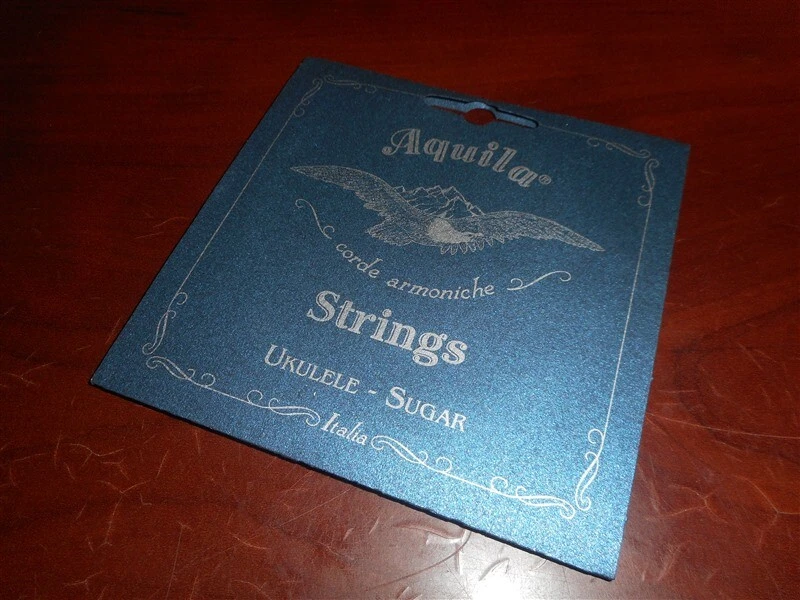 Aquila®
corde armoniche
Strings
UKULELE - SUGAR
Italia